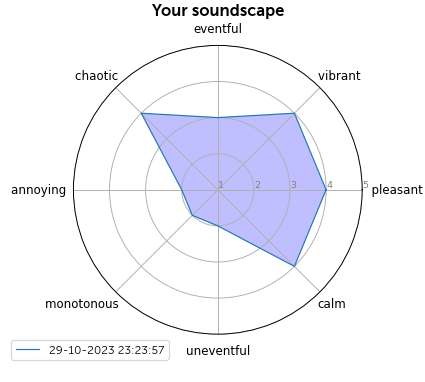 Your soundscape
eventful
chaotic
vibrant
annoying
1
2
3
4
5
pleasant
monotonous
calm
uneventful
29-10-2023 23:23:57